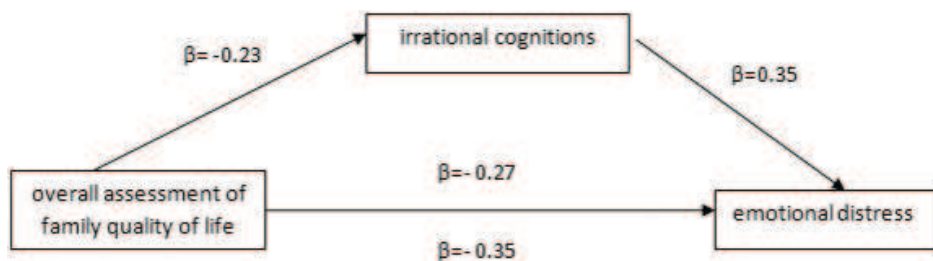 irrational cognitions
β= -0.23
β=0.35
β=- 0.27
overall assessment of
family quality of life
emotional distress
β=- 0.35